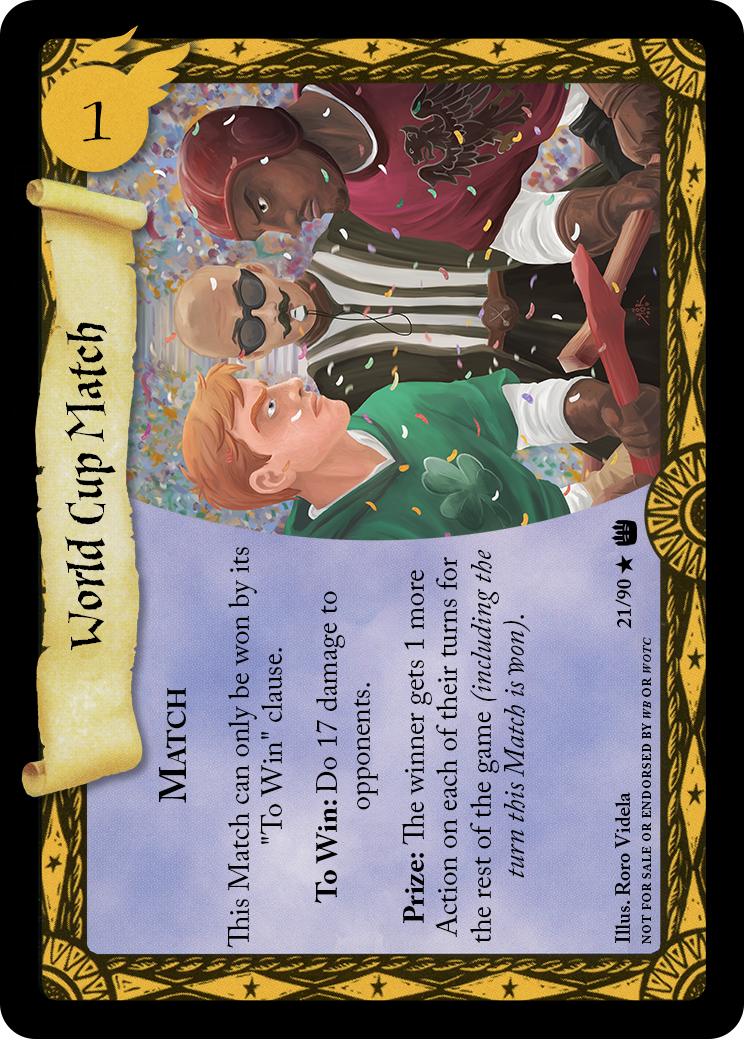 1
World Cup Match
MATCH
This Match can only be won by its
"To Win" clause.
To Win: Do 17 damage to
opponents.
Prize: The winner gets 1 more
Action on each of their turns for
the rest of the game (including the
turn this Match is won).
Illus. Roro Videla
21/90 ★
NOT FOR SALE OR ENDORSED BY WB OR WOTC